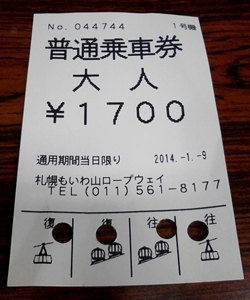 No. 044744 1号機
普通乗車券
大人
￥1700
通用期間当日限り 2014.-1.-9
札幌もいわ山ロープウェイ
TEL(011)561-8177
復 復 往 往